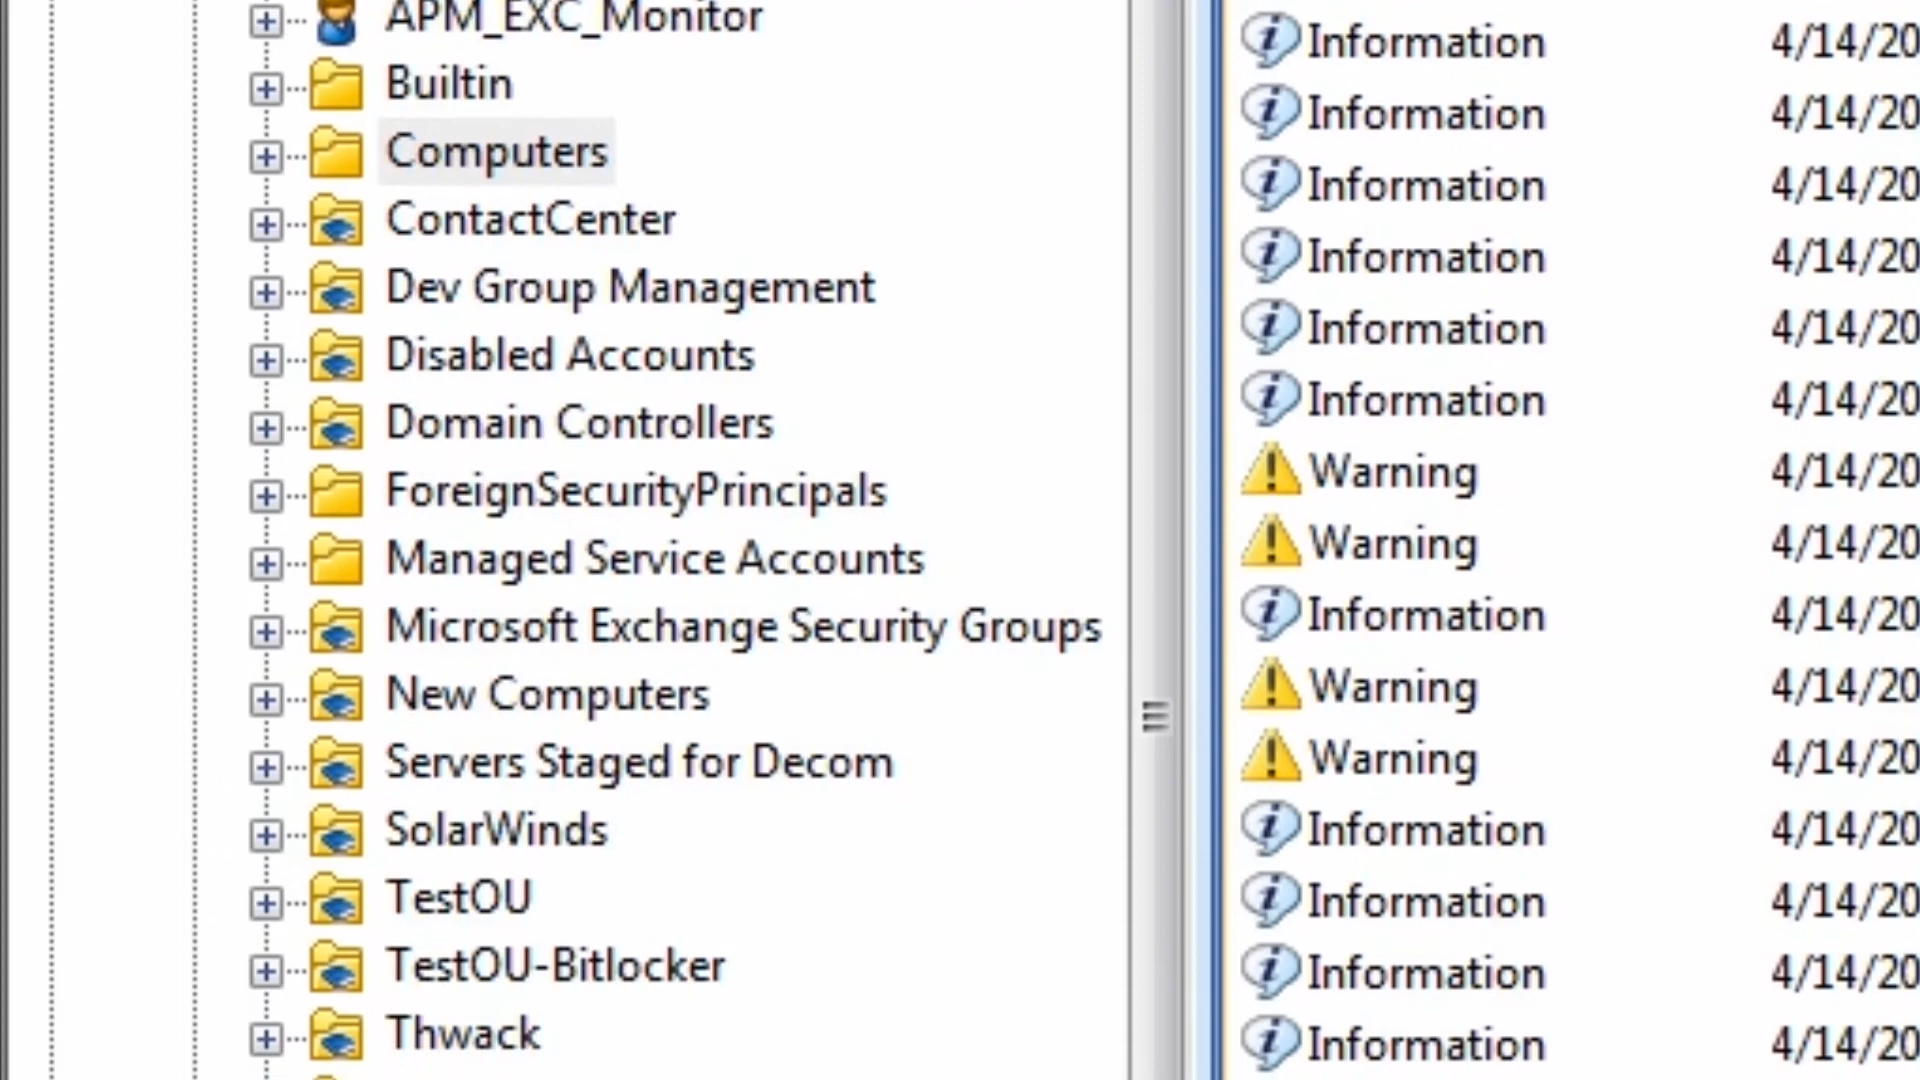 APM_EXC_Monitor
Builtin
Computers
ContactCenter
Dev Group Management
Disabled Accounts
Domain Controllers
ForeignSecurityPrincipals
Managed Service Accounts
Microsoft Exchange Security Groups
New Computers
Servers Staged for Decom
SolarWinds
TestOU
TestOU-Bitlocker
Thwack
Information 4/14/20
Information 4/14/20
Information 4/14/20
Information 4/14/20
Information 4/14/20
Information 4/14/20
Warning 4/14/20
Warning 4/14/20
Information 4/14/20
Warning 4/14/20
Warning 4/14/20
Information 4/14/20
Information 4/14/20
Information 4/14/20
Information 4/14/20